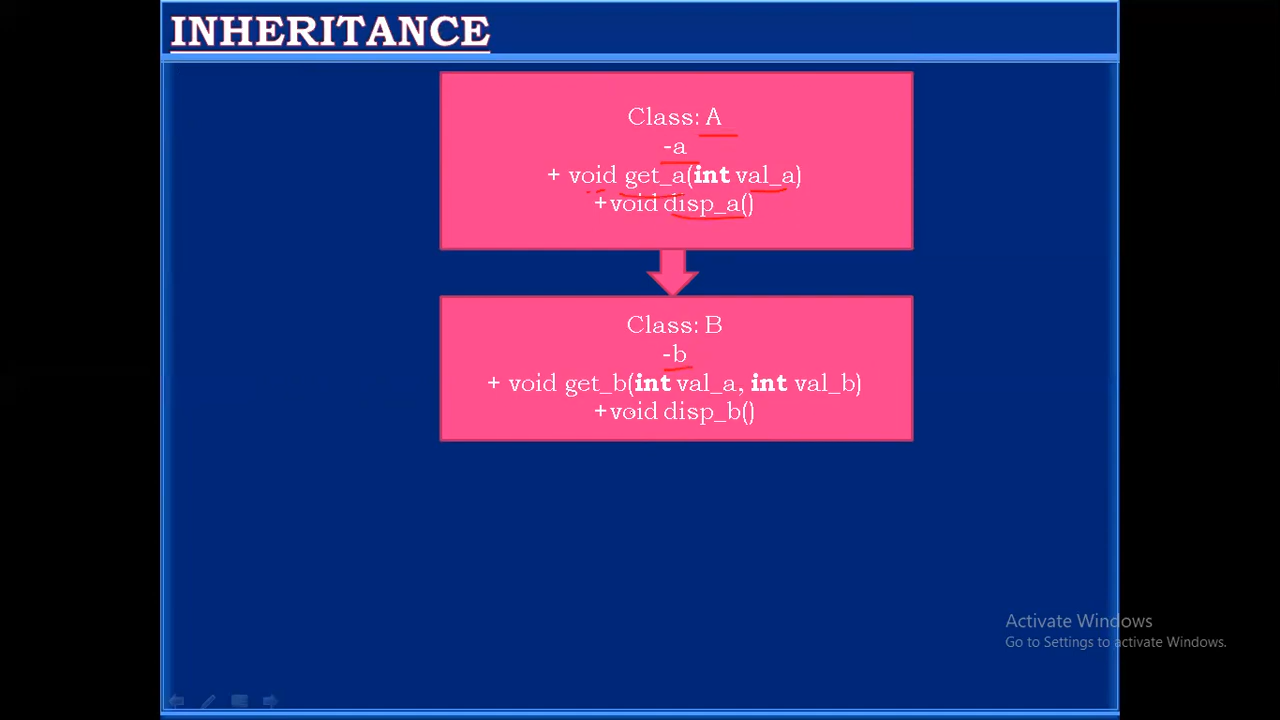 INHERITANCE
Class: A
-a
+ void get_a(int val_a)
+void disp_a()
Class: B
-b
+ void get_b(int val_a, int val_b)
+void disp_b()
Activate Windows
Go to Settings to activate Windows.